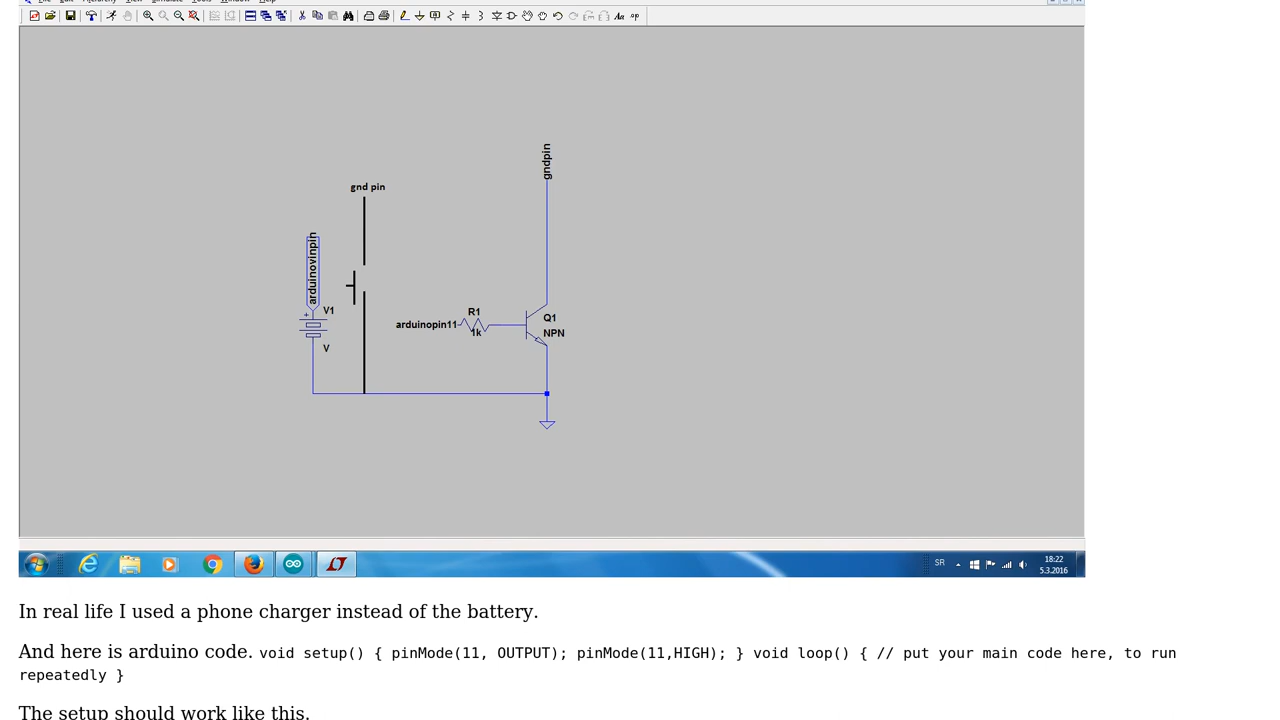 gndpin
gnd pin
arduinovinpin
+
V1
V
R1
arduinopin11
1k
Q1
NPN
SR
18:22
5.3.2016
In real life I used a phone charger instead of the battery.
And here is arduino code. void setup() { pinMode(11, OUTPUT); pinMode(11,HIGH); } void loop() { // put your main code here, to run
repeatedly }
The setup should work like this.